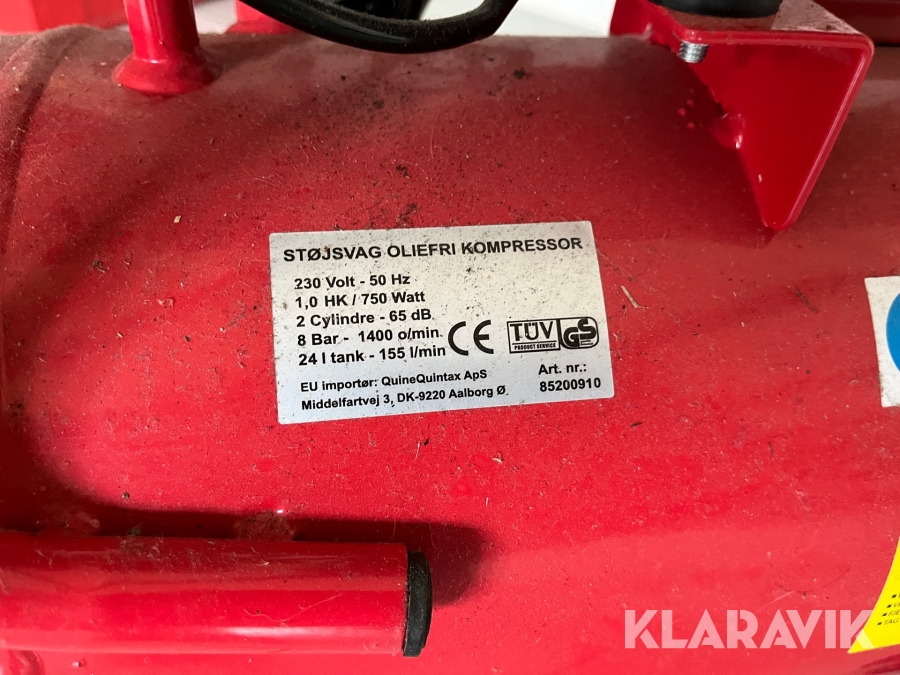 STØJSVAG OLIEFRI KOMPRESSOR
230 Volt - 50 Hz
1,0 HK / 750 Watt
2 Cylindre - 65 dB
8 Bar - 1400 o/min.
24 l tank - 155 l/min
CE
TÜV
PRODUCT SERVICE
GS
EU importør: QuineQuintax ApS
Middelfartvej 3, DK-9220 Aalborg Ø
Art. nr.:
85200910
KLARAVIK